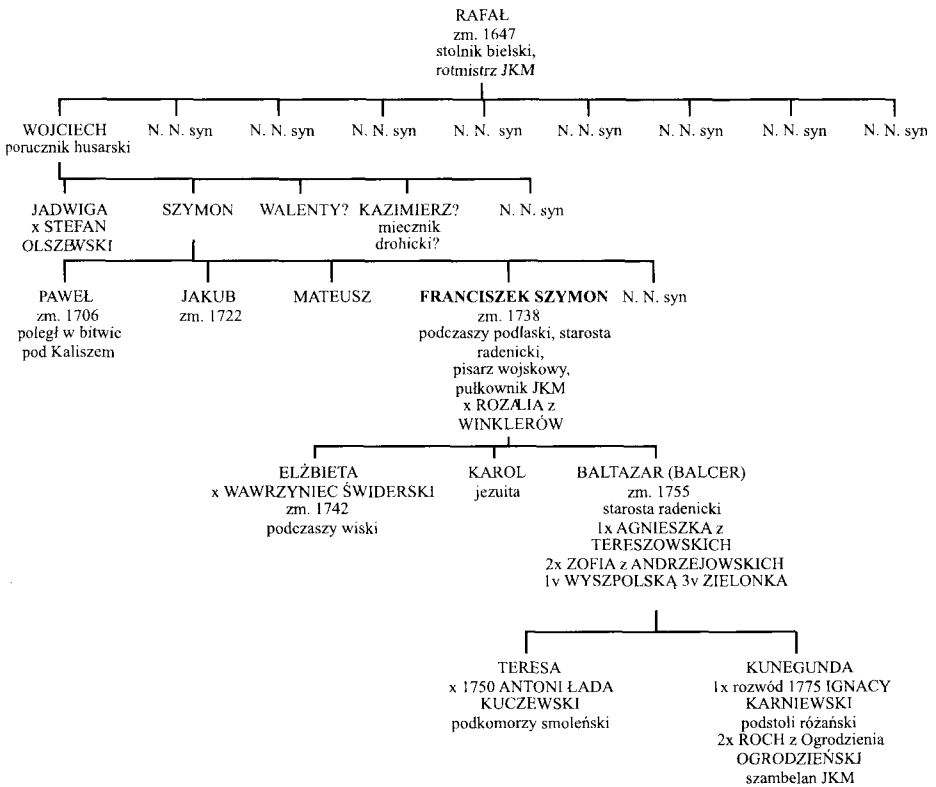 RAFAŁ
zm. 1647
stolnik bielski,
rotmistrz JKM
WOJCIECH
porucznik husarski
N. N. syn
N. N. syn
N. N. syn
N. N. syn
N. N. syn
N. N. syn
N. N. syn
N. N. syn
JADWIGA
x STEFAN
OLSZEWSKI
SZYMON
WALENTY?
KAZIMIERZ?
miecznik
drohicki?
N. N. syn
PAWEŁ
zm. 1706
poległ w bitwie
pod Kaliszem
JAKUB
zm. 1722
MATEUSZ
FRANCISZEK SZYMON
zm. 1738
podczaszy podlaski, starosta
radenicki,
pisarz wojskowy,
pułkownik JKM
x ROZALIA z
WINKLERÓW
N. N. syn
ELŻBIETA
x WAWRZYNIEC ŚWIDERSKI
zm. 1742
podczaszy wiski
KAROL
jezuita
BALTAZAR (BALCER)
zm. 1755
starosta radenicki
1x AGNIESZKA z
TERESZOWSKICH
2x ZOFIA z ANDRZEJOWSKICH
1v WYSZPOLSKĄ 3v ZIELONKA
TERESA
x 1750 ANTONI ŁADA
KUCZEWSKI
podkomorzy smoleński
KUNEGUNDA
1x rozwód 1775 IGNACY
KARNIEWSKI
podstoli różański
2x ROCH z Ogrodzienia
OGRODZIEŃSKI
szambelan JKM